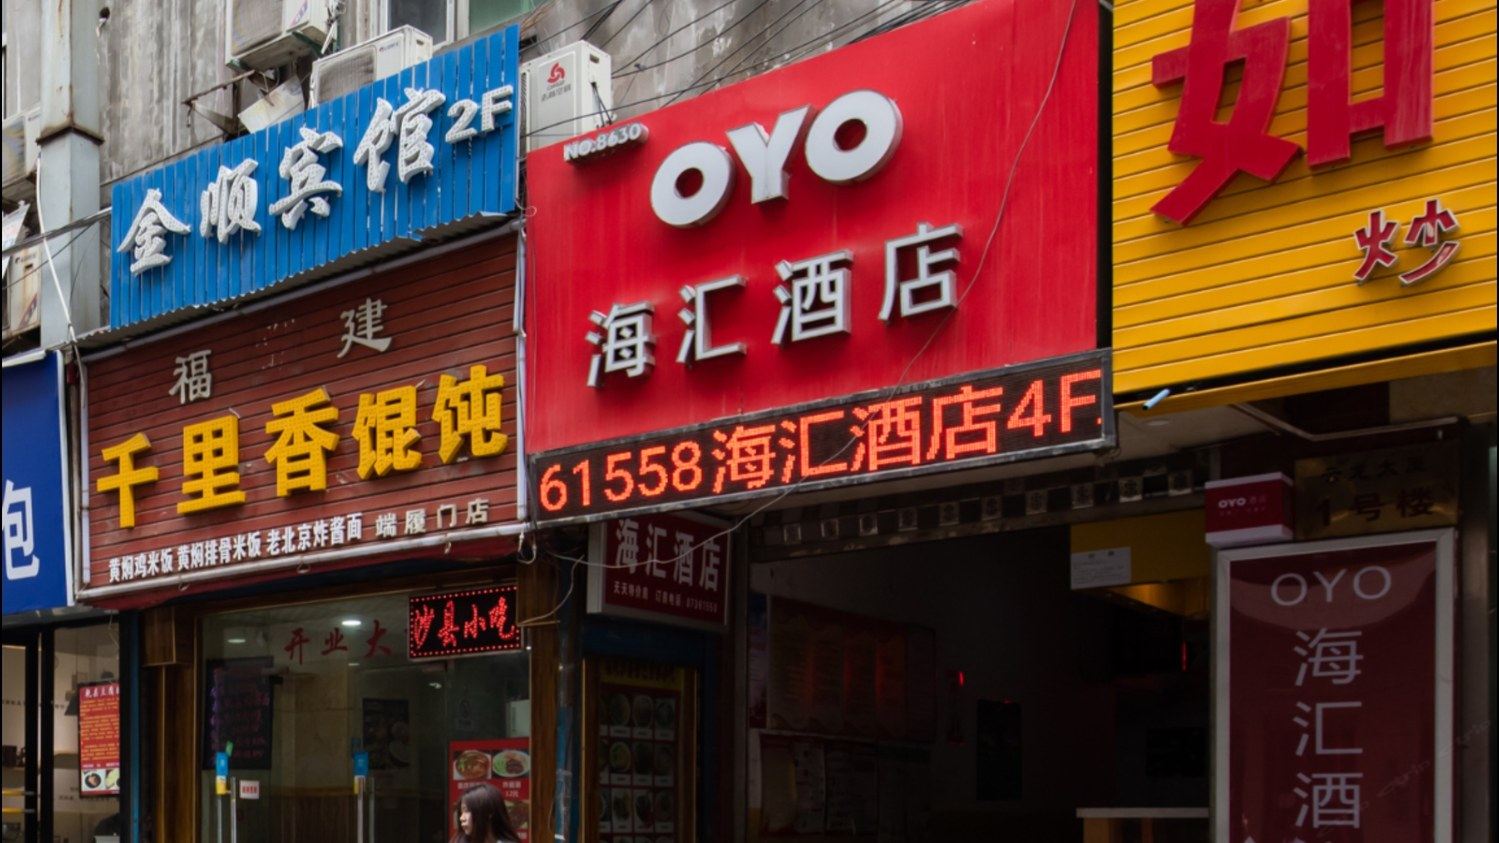 金顺宾馆2F
福建
千里香馄饨
黄焖鸡米饭 黄焖排骨米饭 老北京炸酱面 端履门店
开业大
沙县小吃
NO.8630
OYO
海汇酒店
61558海汇酒店4F
海汇酒店
如
炒
OYO
1号楼
OYO
海
汇
酒